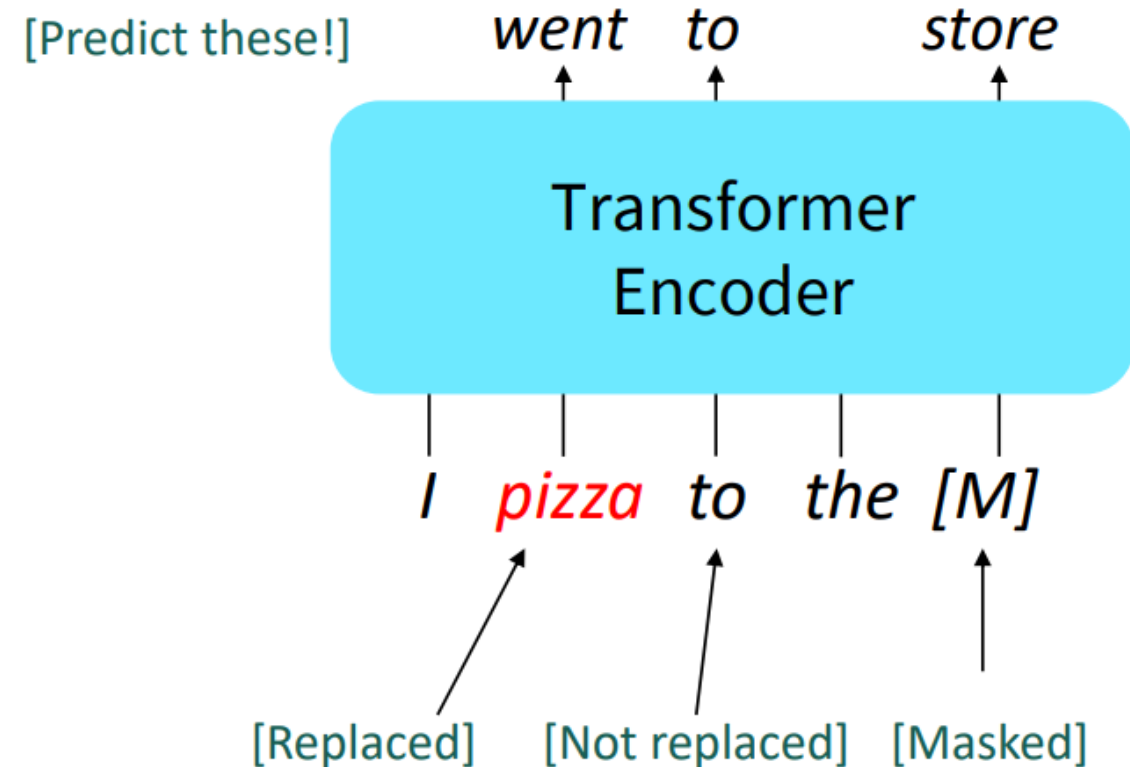 [Predict these!] went to store
Transformer
Encoder
I pizza to the [M]
[Replaced] [Not replaced] [Masked]